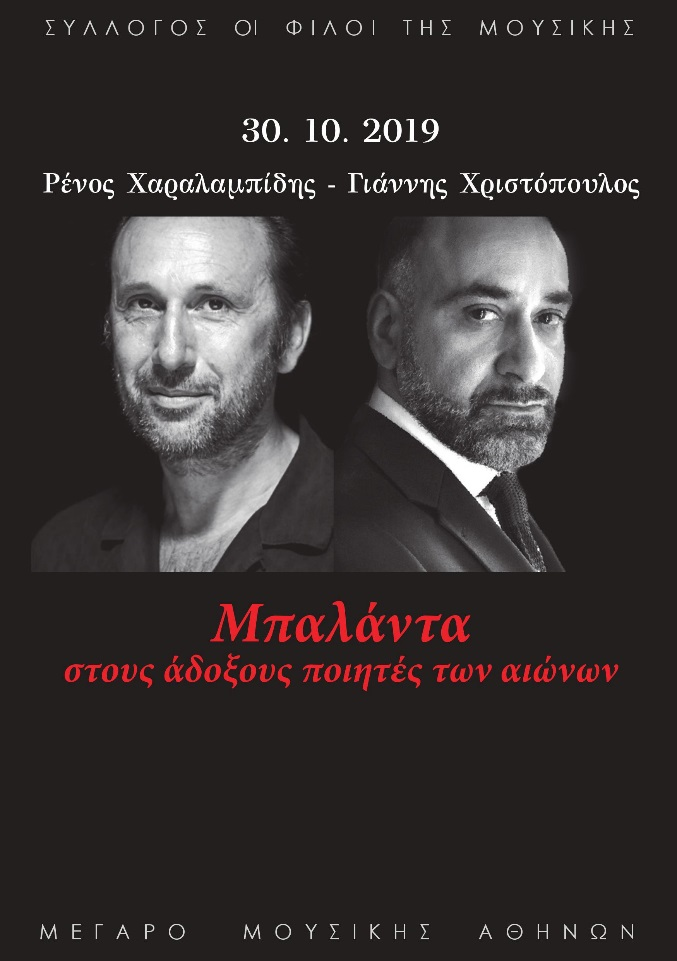 ΣΥΛΛΟΓΟΣ ΟΙ ΦΙΛΟΙ ΤΗΣ ΜΟΥΣΙΚΗΣ
30. 10. 2019
Ρένος Χαραλαμπίδης - Γιάννης Χριστόπουλος
Μπαλάντα
στους άδοξους ποιητές των αιώνων
ΜΕΓΑΡΟ ΜΟΥΣΙΚΗΣ ΑΘΗΝΩΝ